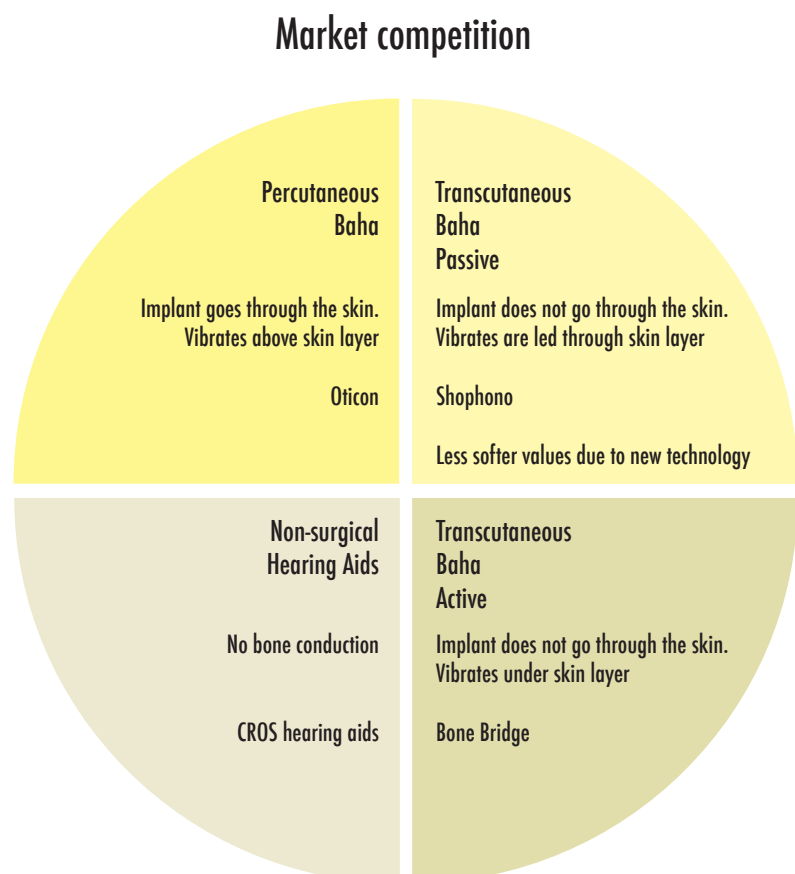 Market competition
Percutaneous
Baha
Implant goes through the skin.
Vibrates above skin layer
Oticon
Transcutaneous
Baha
Passive
Implant does not go through the skin.
Vibrates are led through skin layer
Shophono
Less softer values due to new technology
Non-surgical
Hearing Aids
No bone conduction
CROS hearing aids
Transcutaneous
Baha
Active
Implant does not go through the skin.
Vibrates under skin layer
Bone Bridge